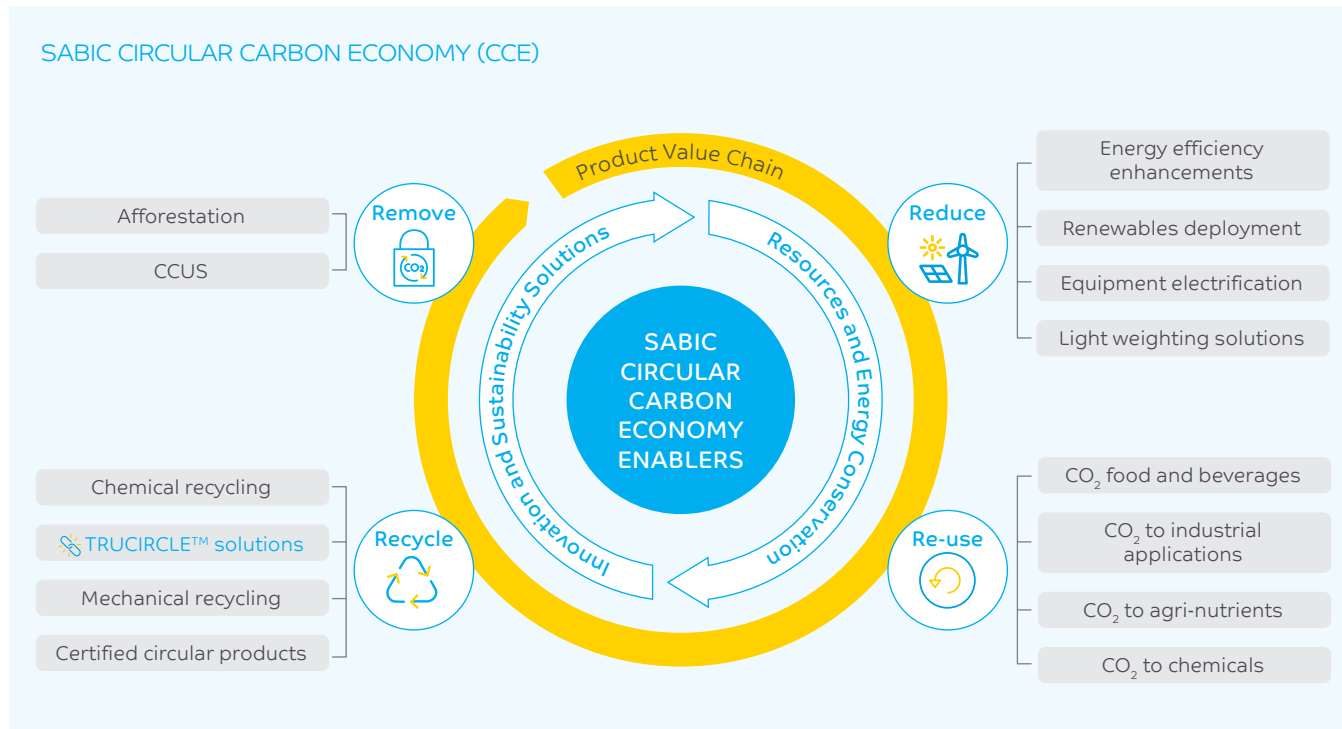 SABIC CIRCULAR CARBON ECONOMY (CCE)
Product Value Chain
Remove
CO₂
Afforestation
CCUS
Reduce
Energy efficiency
enhancements
Renewables deployment
Equipment electrification
Light weighting solutions
Innovation and Sustainability Solutions
Resources and Energy Conservation
SABIC
CIRCULAR
CARBON
ECONOMY
ENABLERS
Recycle
Chemical recycling
TRUCIRCLE™ solutions
Mechanical recycling
Certified circular products
Re-use
CO₂ food and beverages
CO₂ to industrial
applications
CO₂ to agri-nutrients
CO₂ to chemicals